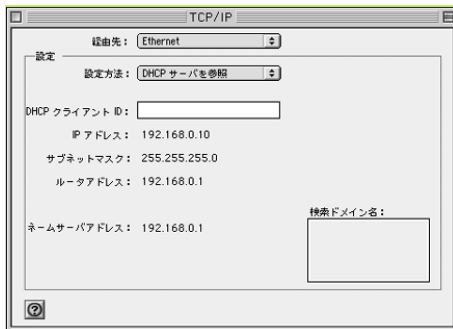 TCP/IP
経由先： Ethernet
設定
設定方法： DHCP サーバを参照
DHCP クライアント ID：
IP アドレス： 192.168.0.10
サブネットマスク： 255.255.255.0
ルータアドレス： 192.168.0.1
検索ドメイン名：
ネームサーバアドレス： 192.168.0.1
?